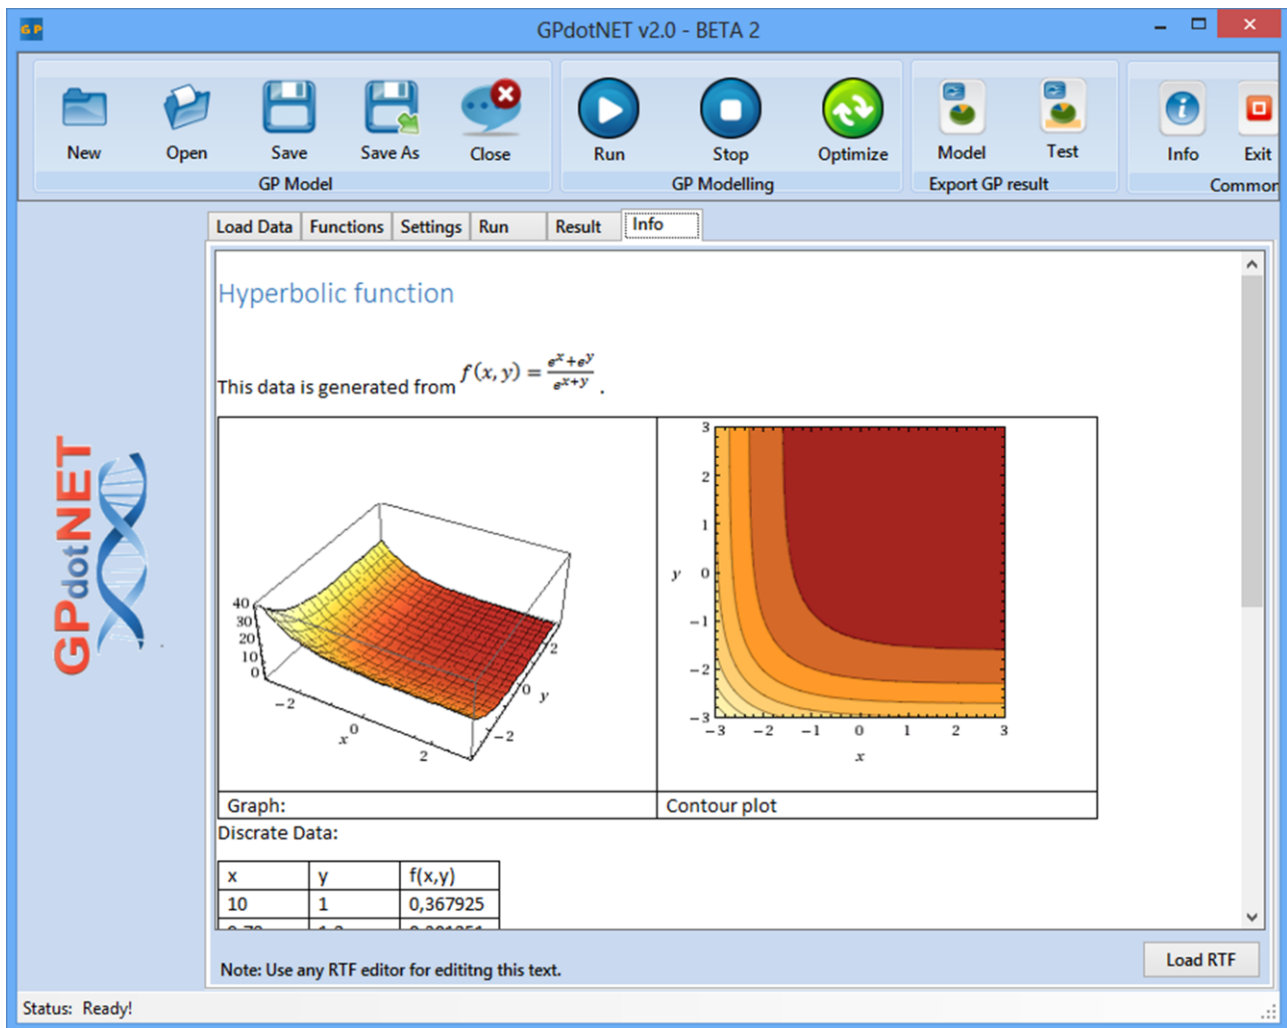 GP
GPdotNET v2.0 - BETA 2
New Open Save Save As Close
GP Model
Run Stop Optimize
GP Modelling
Model Test
Export GP result
Info Exit
Common
Load Data Functions Settings Run Result Info
GPdotNET
Hyperbolic function
This data is generated from f(x, y) = (e^x+e^y)/(e^(x+y)) .
40
30
20
10
0
-2
0
2
x
2
0
-2
y
3
2
1
0
-1
-2
-3
y
-3 -2 -1 0 1 2 3
x
Graph: Contour plot
Discrate Data:
x y f(x,y)
10 1 0,367925
Note: Use any RTF editor for edititng this text.
Load RTF
Status: Ready!